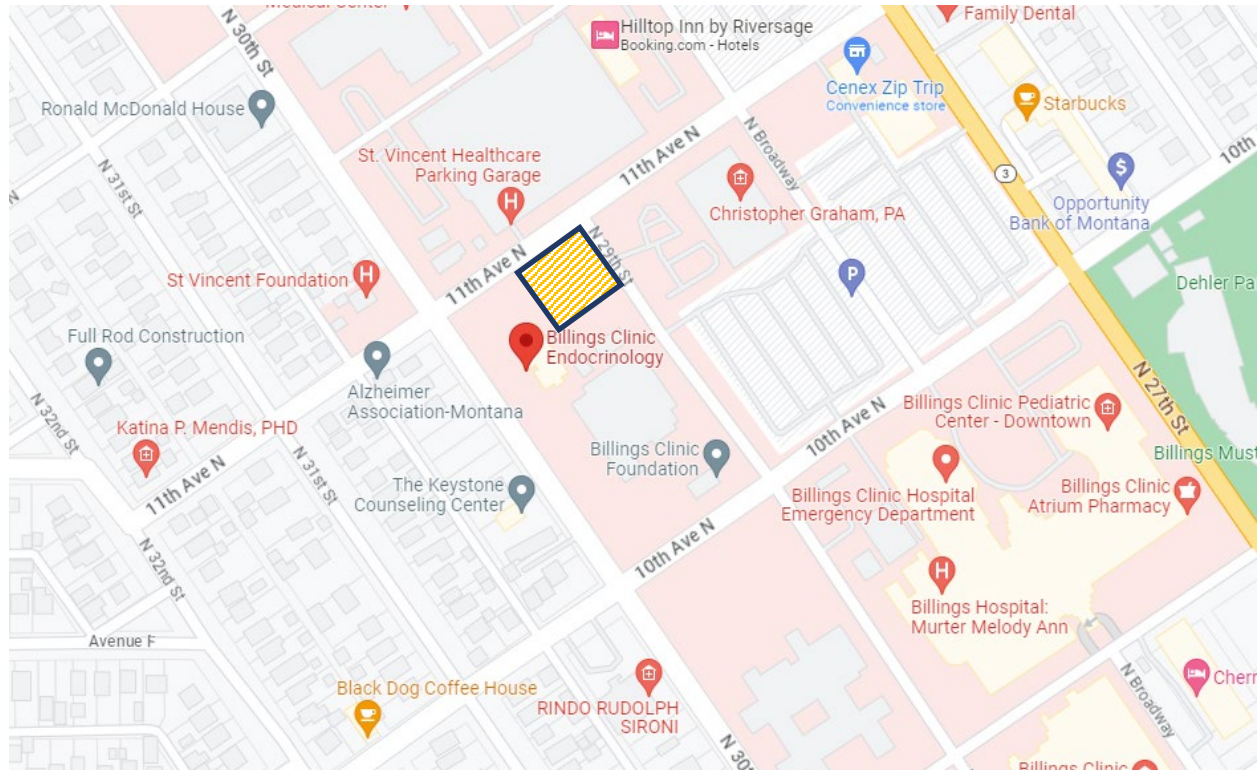 Medical Center
Family Dental
Hilltop Inn by Riversage
Booking.com - Hotels
N 30th St
Cenex Zip Trip
Convenience store
Starbucks
Ronald McDonald House
N Broadway
11th Ave N
10th
St. Vincent Healthcare
Parking Garage
N 31st St
3
Opportunity
Bank of Montana
Christopher Graham, PA
N 29th St
P
11th Ave N
St Vincent Foundation
Dehler Pa
Full Rod Construction
Billings Clinic
Endocrinology
N 27th St
Alzheimer
Association-Montana
N 32nd St
Billings Clinic Pediatric
Center - Downtown
10th Ave N
Katina P. Mendis, PHD
Billings Clinic
Foundation
Billings Must
11th Ave N
N 31st St
The Keystone
Counseling Center
Billings Clinic Hospital
Emergency Department
Billings Clinic
Atrium Pharmacy
N 32nd St
10th Ave N
Billings Hospital:
Murter Melody Ann
Avenue F
Black Dog Coffee House
RINDO RUDOLPH
SIRONI
N Broadway
Cherr
N 30
Billings Clinic